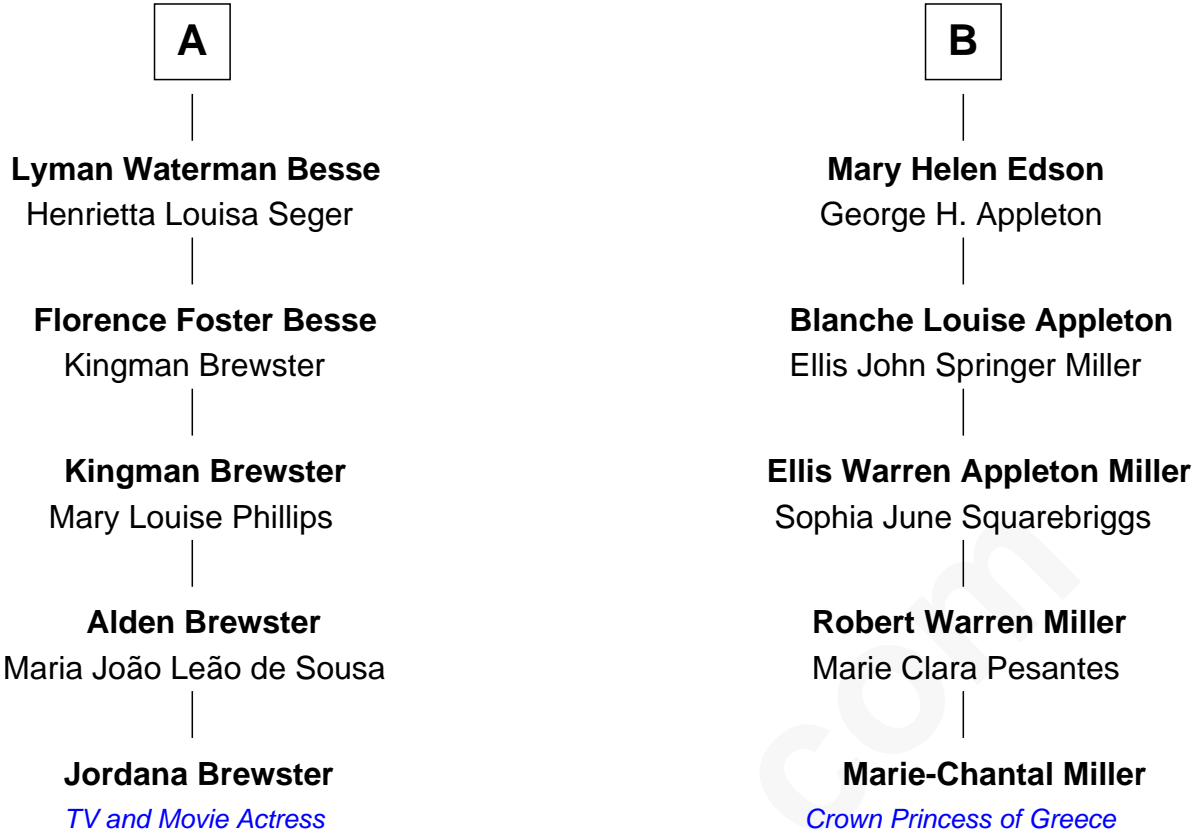 A
Lyman Waterman Besse
Henrietta Louisa Seger
Florence Foster Besse
Kingman Brewster
Kingman Brewster
Mary Louise Phillips
Alden Brewster
Maria João Leão de Sousa
Jordana Brewster
TV and Movie Actress
B
Mary Helen Edson
George H. Appleton
Blanche Louise Appleton
Ellis John Springer Miller
Ellis Warren Appleton Miller
Sophia June Squarebriggs
Robert Warren Miller
Marie Clara Pesantes
Marie-Chantal Miller
Crown Princess of Greece
com